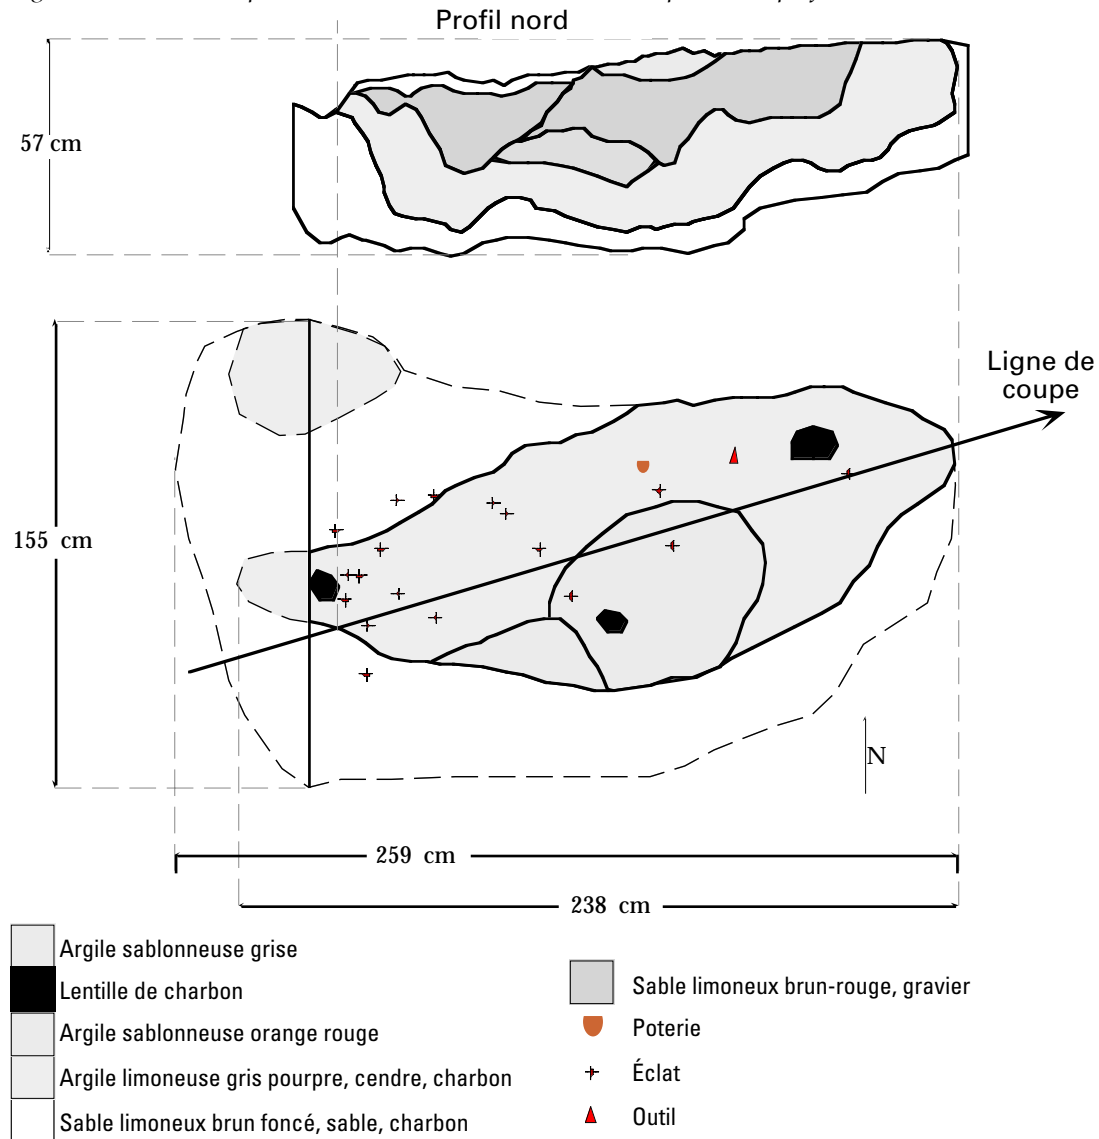 Profil nord
57 cm
Ligne de
coupe
155 cm
N
259 cm
238 cm
Argile sablonneuse grise
Lentille de charbon
Argile sablonneuse orange rouge
Argile limoneuse gris pourpre, cendre, charbon
Sable limoneux brun foncé, sable, charbon
Sable limoneux brun-rouge, gravier
Poterie
Éclat
Outil